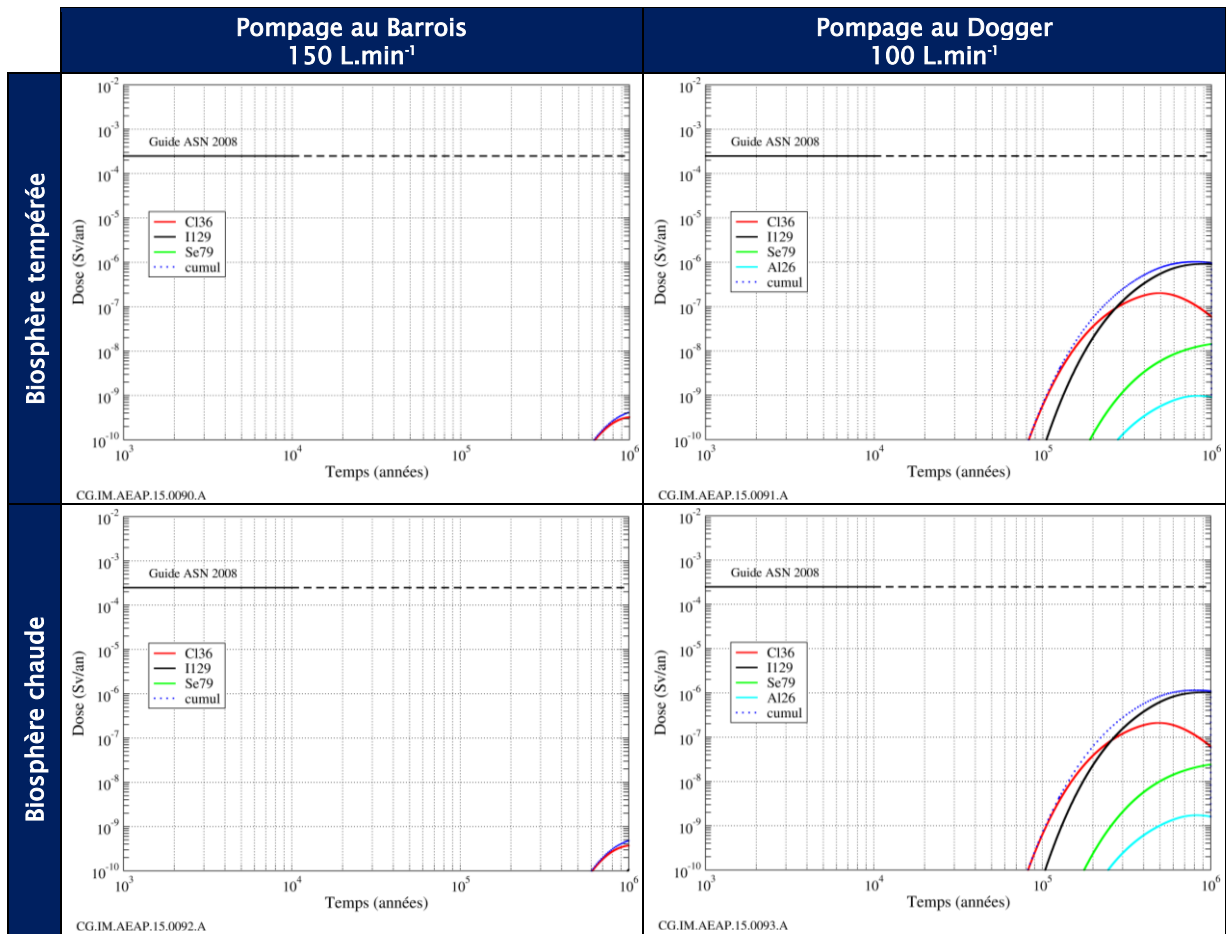 Pompage au Barrois
150 L.min⁻¹
Pompage au Dogger
100 L.min⁻¹
Biosphère tempérée
10⁻²
10⁻³
10⁻⁴
10⁻⁵
10⁻⁶
10⁻⁷
10⁻⁸
10⁻⁹
10⁻¹⁰
Dose (Sv/an)
Guide ASN 2008
Cl36
I129
Se79
cumul
10³
10⁴
10⁵
10⁶
Temps (années)
CG.IM.AEAP.15.0090.A
10⁻²
10⁻³
10⁻⁴
10⁻⁵
10⁻⁶
10⁻⁷
10⁻⁸
10⁻⁹
10⁻¹⁰
Dose (Sv/an)
Guide ASN 2008
Cl36
I129
Se79
Al26
cumul
10³
10⁴
10⁵
10⁶
Temps (années)
CG.IM.AEAP.15.0091.A
Biosphère chaude
10⁻²
10⁻³
10⁻⁴
10⁻⁵
10⁻⁶
10⁻⁷
10⁻⁸
10⁻⁹
10⁻¹⁰
Dose (Sv/an)
Guide ASN 2008
Cl36
I129
Se79
cumul
10³
10⁴
10⁵
10⁶
Temps (années)
CG.IM.AEAP.15.0092.A
10⁻²
10⁻³
10⁻⁴
10⁻⁵
10⁻⁶
10⁻⁷
10⁻⁸
10⁻⁹
10⁻¹⁰
Dose (Sv/an)
Guide ASN 2008
Cl36
I129
Se79
Al26
cumul
10³
10⁴
10⁵
10⁶
Temps (années)
CG.IM.AEAP.15.0093.A